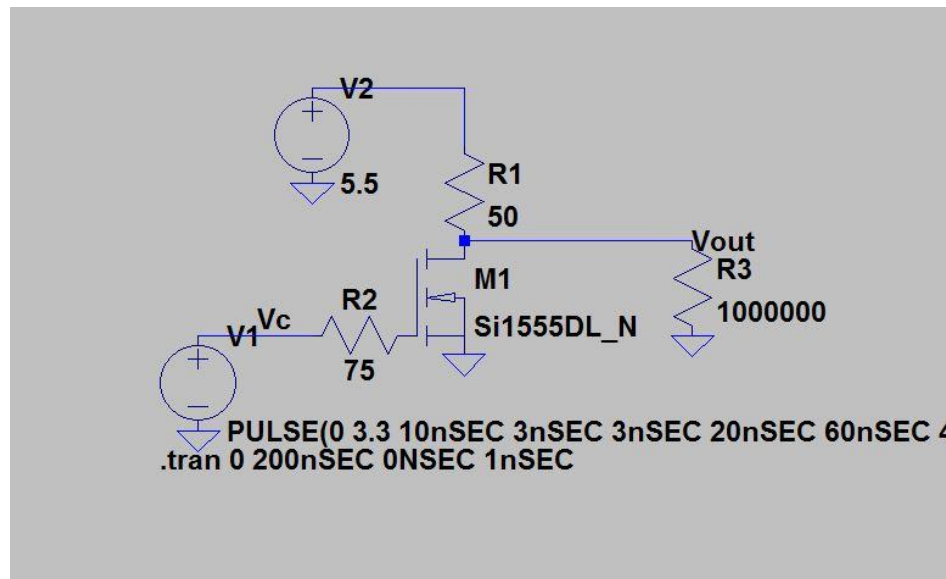 V2
5.5
R1
50
Vout
R3
1000000
M1
Si1555DL_N
R2
75
Vc
V1
PULSE(0 3.3 10nSEC 3nSEC 3nSEC 20nSEC 60nSEC 4
.tran 0 200nSEC 0NSEC 1nSEC